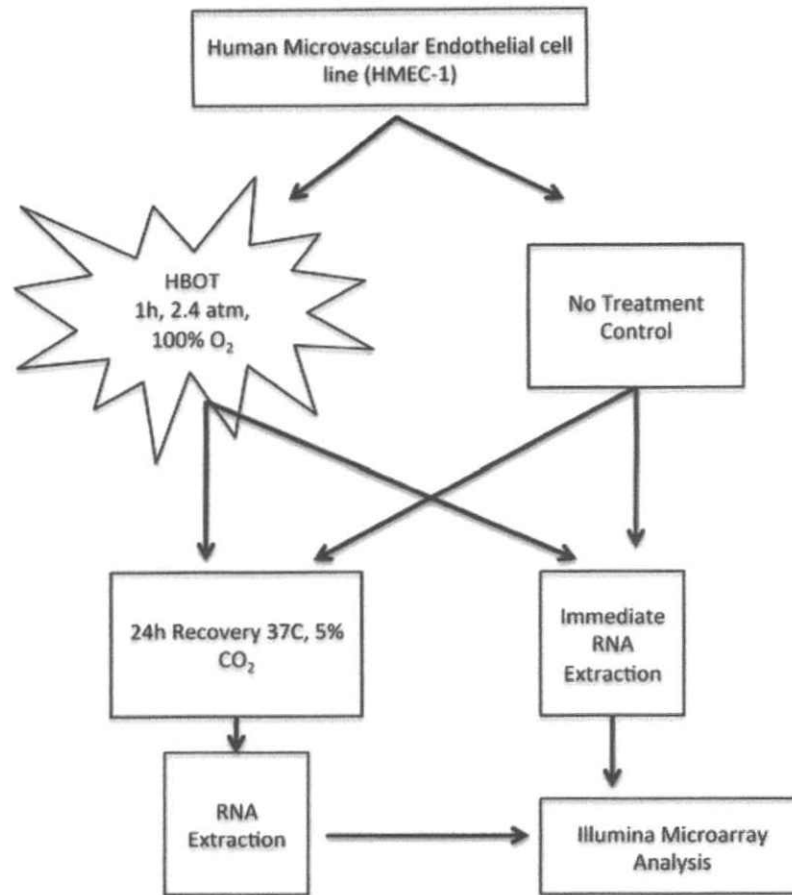 Human Microvascular Endothelial cell
line (HMEC-1)
HBOT
1h, 2.4 atm,
100% O₂
No Treatment
Control
24h Recovery 37C, 5%
CO₂
Immediate
RNA
Extraction
RNA
Extraction
Illumina Microarray
Analysis